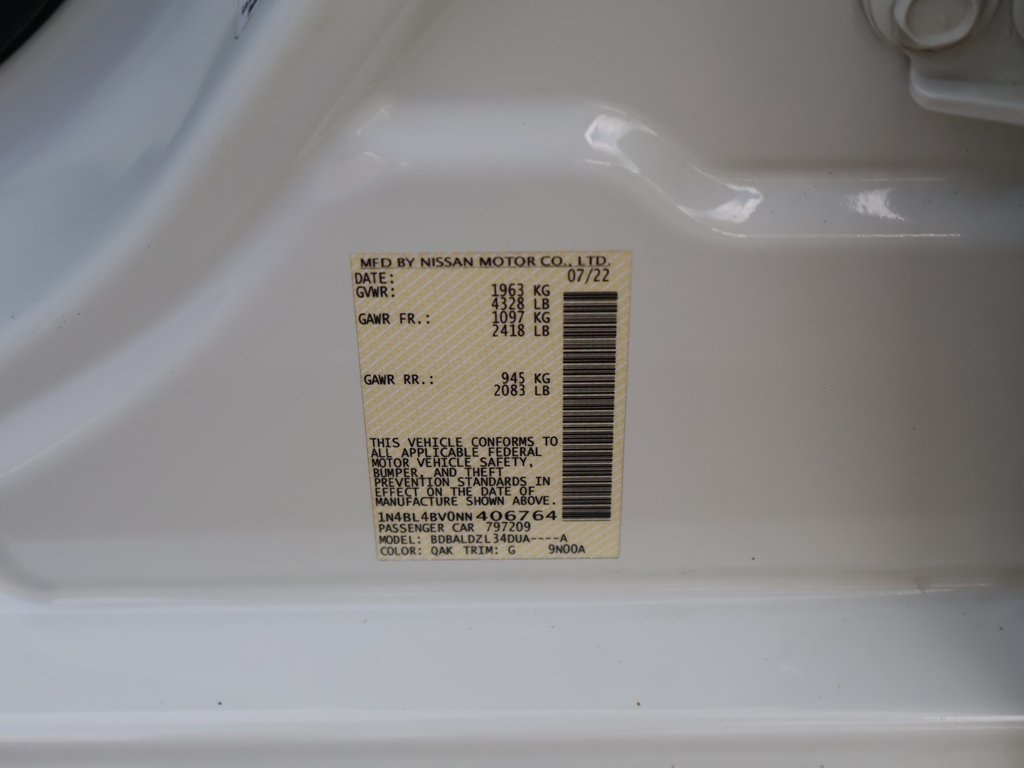 MFD BY NISSAN MOTOR CO., LTD.
DATE: 07/22
GVWR: 1963 KG
4328 LB
GAWR FR.: 1097 KG
2418 LB
GAWR RR.: 945 KG
2083 LB
THIS VEHICLE CONFORMS TO
ALL APPLICABLE FEDERAL
MOTOR VEHICLE SAFETY,
BUMPER, AND THEFT
PREVENTION STANDARDS IN
EFFECT ON THE DATE OF
MANUFACTURE SHOWN ABOVE.
1N4BL4BV0NN406764
PASSENGER CAR 797209
MODEL: BDBALDZL34DUA----A
COLOR: QAK TRIM: G 9N00A